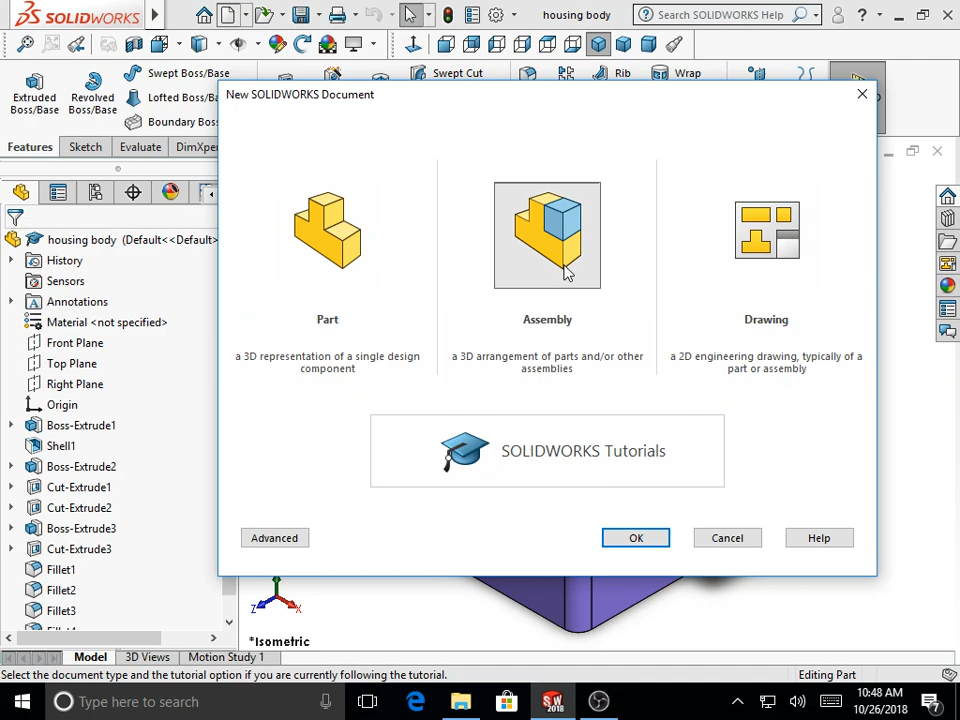 SOLIDWORKS
housing body
Search SOLIDWORKS Help
?
Extruded Boss/Base
Revolved Boss/Base
Swept Boss/Base
Lofted Boss/Ba
Boundary Bos
Swept Cut
Rib
Wrap
Features
Sketch
Evaluate
DimXper
New SOLIDWORKS Document
housing body (Default<<Default>
History
Sensors
Annotations
Material <not specified>
Front Plane
Top Plane
Right Plane
Origin
Boss-Extrude1
Shell1
Boss-Extrude2
Cut-Extrude1
Cut-Extrude2
Boss-Extrude3
Cut-Extrude3
Fillet1
Fillet2
Fillet3
Part
a 3D representation of a single design
component
Assembly
a 3D arrangement of parts and/or other
assemblies
Drawing
a 2D engineering drawing, typically of a
part or assembly
SOLIDWORKS Tutorials
Advanced
OK
Cancel
Help
Z
X
*Isometric
Model
3D Views
Motion Study 1
Select the document type and the tutorial option if you are currently following the tutorial.
Editing Part
Type here to search
SW
2018
10:48 AM
10/26/2018
7